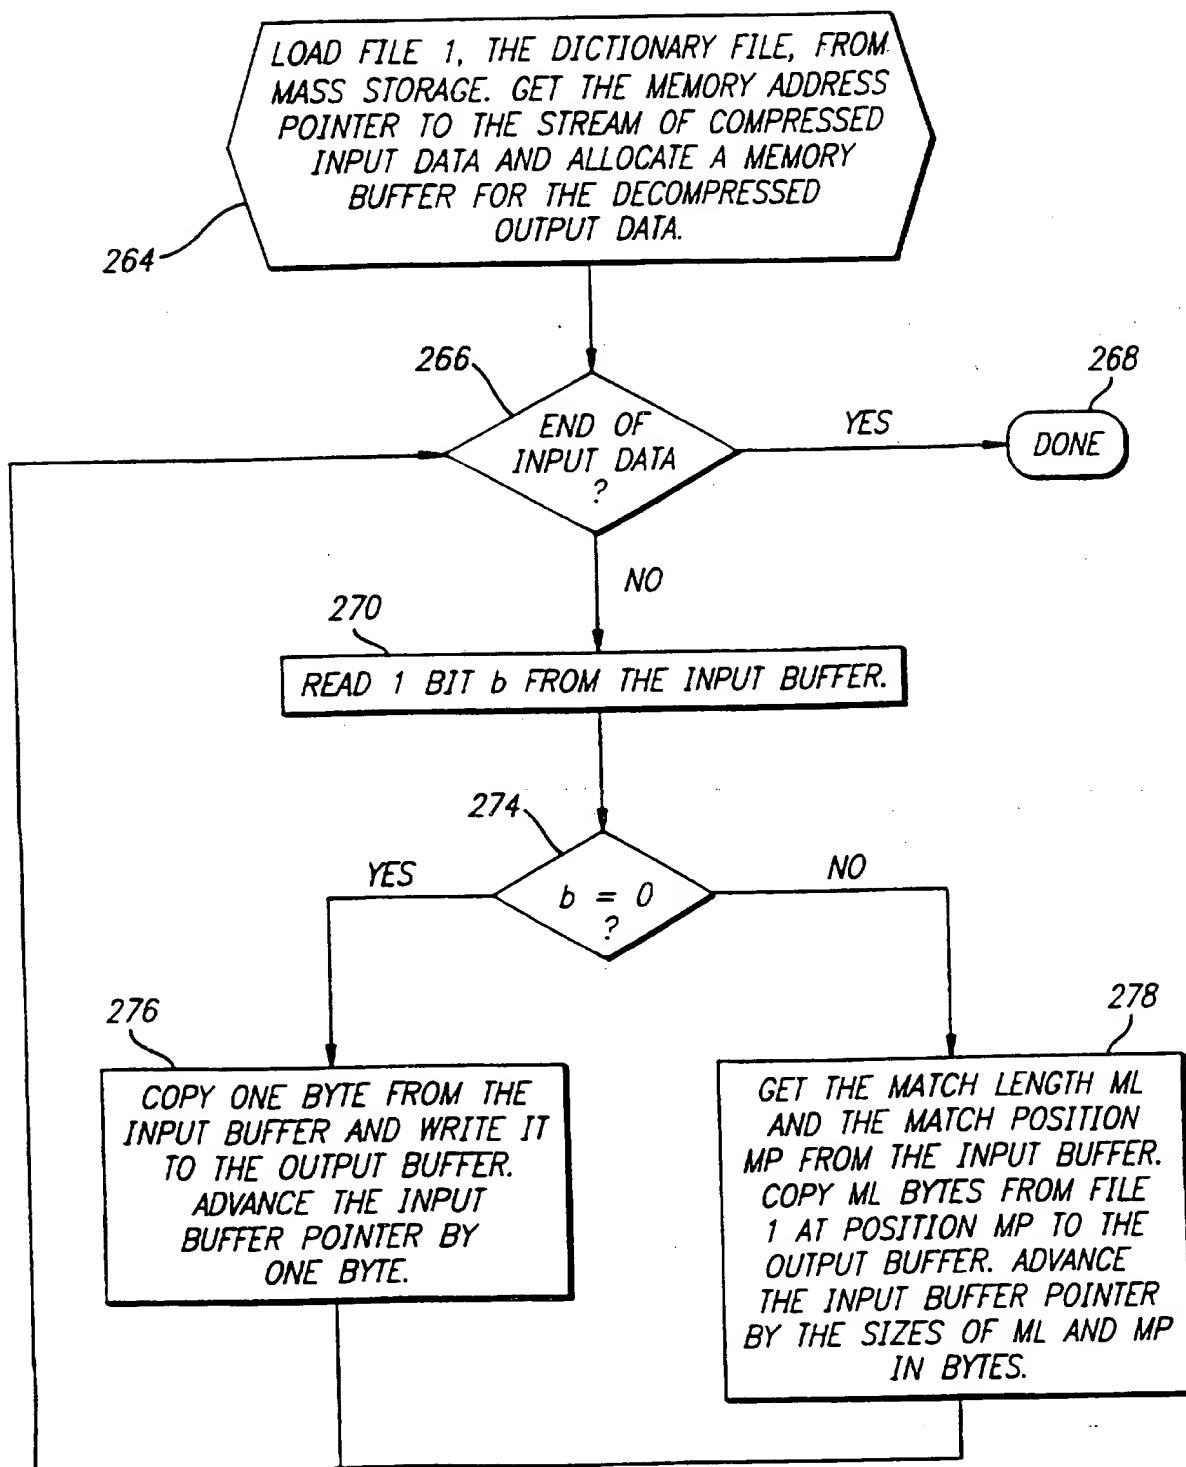 LOAD FILE 1, THE DICTIONARY FILE, FROM
MASS STORAGE. GET THE MEMORY ADDRESS
POINTER TO THE STREAM OF COMPRESSED
INPUT DATA AND ALLOCATE A MEMORY
BUFFER FOR THE DECOMPRESSED
OUTPUT DATA.
264
266
END OF
INPUT DATA
?
YES
268
DONE
NO
270
READ 1 BIT b FROM THE INPUT BUFFER.
274
b = 0
?
YES
NO
276
COPY ONE BYTE FROM THE
INPUT BUFFER AND WRITE IT
TO THE OUTPUT BUFFER.
ADVANCE THE INPUT
BUFFER POINTER BY
ONE BYTE.
278
GET THE MATCH LENGTH ML
AND THE MATCH POSITION
MP FROM THE INPUT BUFFER.
COPY ML BYTES FROM FILE
1 AT POSITION MP TO THE
OUTPUT BUFFER. ADVANCE
THE INPUT BUFFER POINTER
BY THE SIZES OF ML AND MP
IN BYTES.